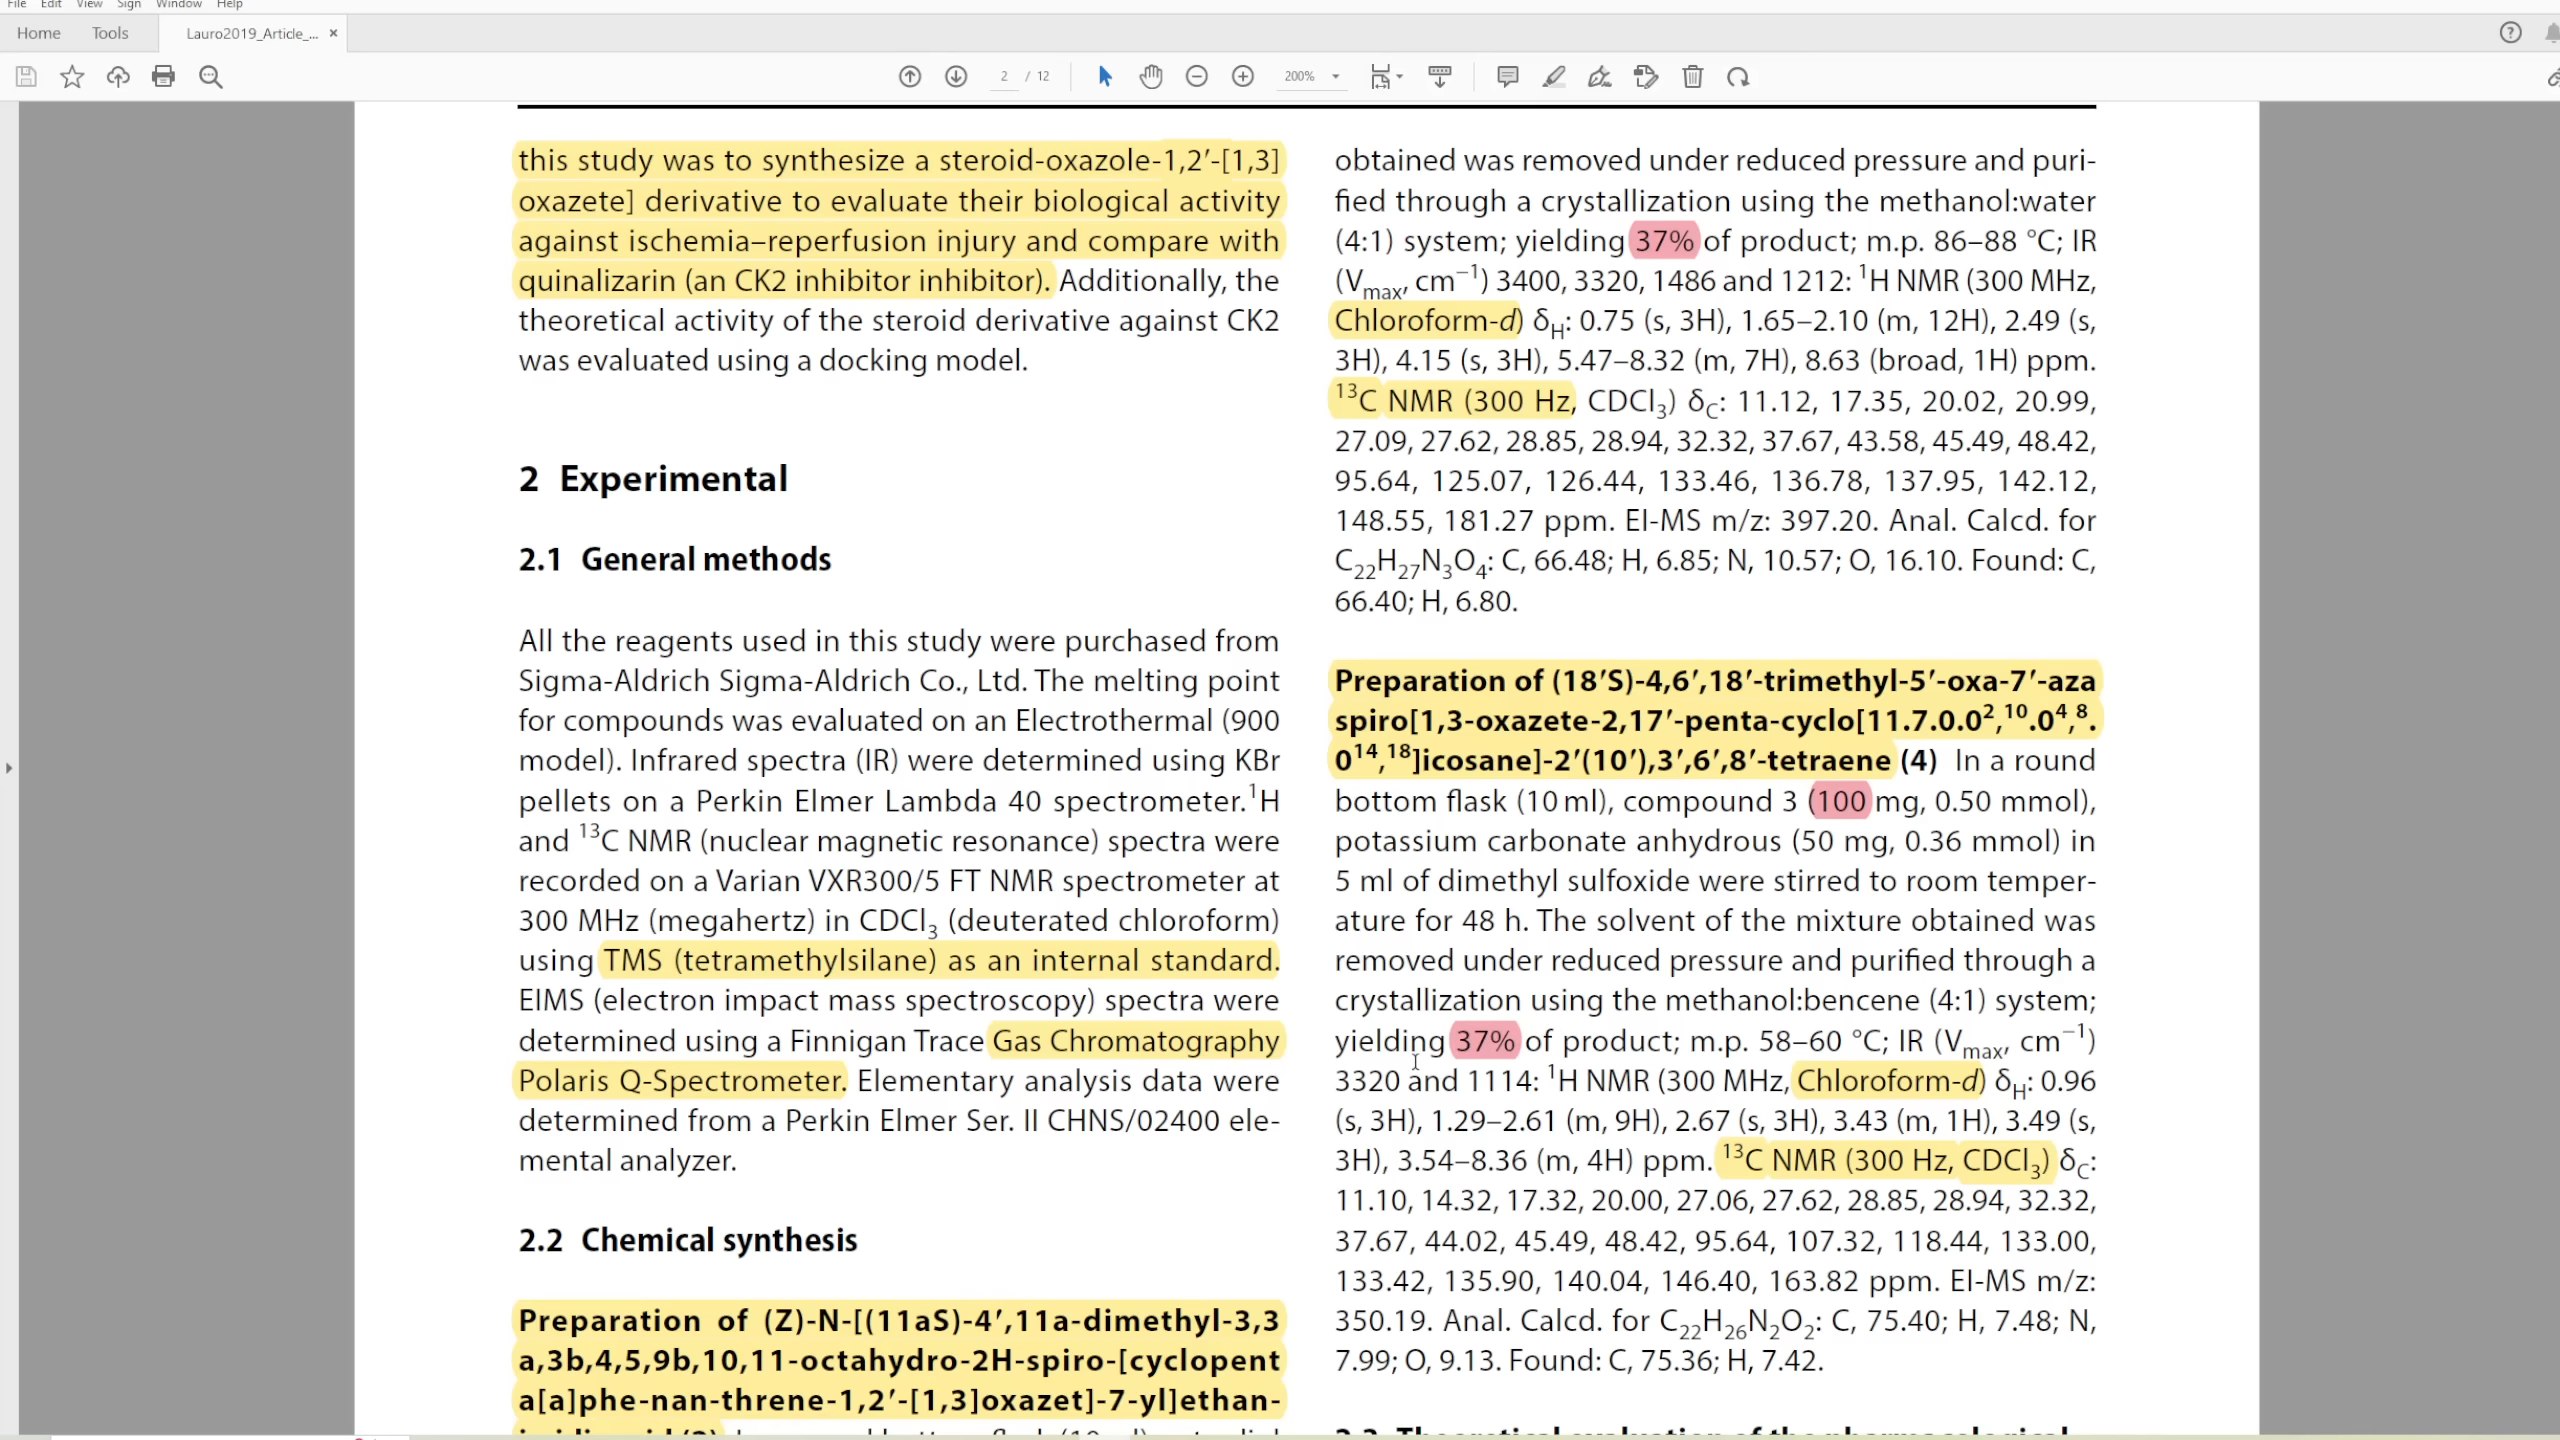 File Edit View Sign Window Help
Home Tools Lauro2019_Article_... ×
2 / 12 200%
this study was to synthesize a steroid-oxazole-1,2′-[1,3]
oxazete] derivative to evaluate their biological activity
against ischemia–reperfusion injury and compare with
quinalizarin (an CK2 inhibitor inhibitor). Additionally, the
theoretical activity of the steroid derivative against CK2
was evaluated using a docking model.
2 Experimental
2.1 General methods
All the reagents used in this study were purchased from
Sigma-Aldrich Sigma-Aldrich Co., Ltd. The melting point
for compounds was evaluated on an Electrothermal (900
model). Infrared spectra (IR) were determined using KBr
pellets on a Perkin Elmer Lambda 40 spectrometer.¹H
and ¹³C NMR (nuclear magnetic resonance) spectra were
recorded on a Varian VXR300/5 FT NMR spectrometer at
300 MHz (megahertz) in CDCl₃ (deuterated chloroform)
using TMS (tetramethylsilane) as an internal standard.
EIMS (electron impact mass spectroscopy) spectra were
determined using a Finnigan Trace Gas Chromatography
Polaris Q-Spectrometer. Elementary analysis data were
determined from a Perkin Elmer Ser. II CHNS/02400 ele-
mental analyzer.
2.2 Chemical synthesis
Preparation of (Z)-N-[(11aS)-4′,11a-dimethyl-3,3
a,3b,4,5,9b,10,11-octahydro-2H-spiro-[cyclopent
a[a]phe-nan-threne-1,2′-[1,3]oxazet]-7-yl]ethan-
obtained was removed under reduced pressure and puri-
fied through a crystallization using the methanol:water
(4:1) system; yielding 37% of product; m.p. 86–88 °C; IR
(Vmax, cm⁻¹) 3400, 3320, 1486 and 1212: ¹H NMR (300 MHz,
Chloroform-d) δH: 0.75 (s, 3H), 1.65–2.10 (m, 12H), 2.49 (s,
3H), 4.15 (s, 3H), 5.47–8.32 (m, 7H), 8.63 (broad, 1H) ppm.
¹³C NMR (300 Hz, CDCl₃) δC: 11.12, 17.35, 20.02, 20.99,
27.09, 27.62, 28.85, 28.94, 32.32, 37.67, 43.58, 45.49, 48.42,
95.64, 125.07, 126.44, 133.46, 136.78, 137.95, 142.12,
148.55, 181.27 ppm. EI-MS m/z: 397.20. Anal. Calcd. for
C₂₂H₂₇N₃O₄: C, 66.48; H, 6.85; N, 10.57; O, 16.10. Found: C,
66.40; H, 6.80.
Preparation of (18′S)-4,6′,18′-trimethyl-5′-oxa-7′-aza
spiro[1,3-oxazete-2,17′-penta-cyclo[11.7.0.0²,¹⁰.0⁴,⁸.
0¹⁴,¹⁸]icosane]-2′(10′),3′,6′,8′-tetraene (4) In a round
bottom flask (10 ml), compound 3 (100 mg, 0.50 mmol),
potassium carbonate anhydrous (50 mg, 0.36 mmol) in
5 ml of dimethyl sulfoxide were stirred to room temper-
ature for 48 h. The solvent of the mixture obtained was
removed under reduced pressure and purified through a
crystallization using the methanol:bencene (4:1) system;
yielding 37% of product; m.p. 58–60 °C; IR (Vmax, cm⁻¹)
3320 and 1114: ¹H NMR (300 MHz, Chloroform-d) δH: 0.96
(s, 3H), 1.29–2.61 (m, 9H), 2.67 (s, 3H), 3.43 (m, 1H), 3.49 (s,
3H), 3.54–8.36 (m, 4H) ppm. ¹³C NMR (300 Hz, CDCl₃) δC:
11.10, 14.32, 17.32, 20.00, 27.06, 27.62, 28.85, 28.94, 32.32,
37.67, 44.02, 45.49, 48.42, 95.64, 107.32, 118.44, 133.00,
133.42, 135.90, 140.04, 146.40, 163.82 ppm. EI-MS m/z:
350.19. Anal. Calcd. for C₂₂H₂₆N₂O₂: C, 75.40; H, 7.48; N,
7.99; O, 9.13. Found: C, 75.36; H, 7.42.
2.3 Theoretical evaluation of the pharmacological